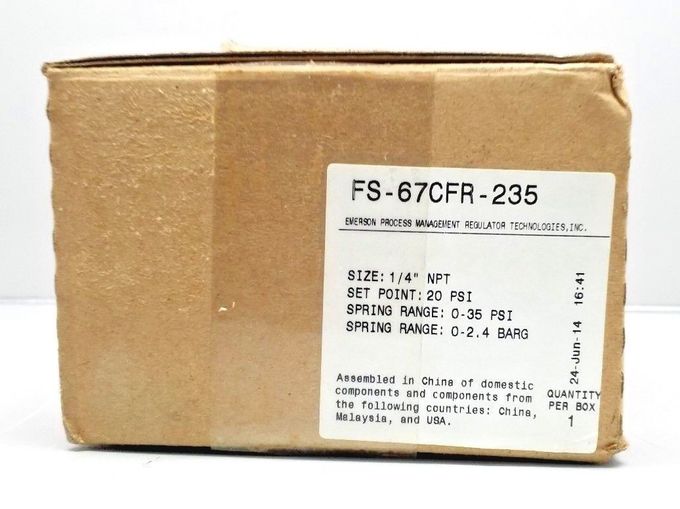 FS-67CFR-235
EMERSON PROCESS MANAGEMENT REGULATOR TECHNOLOGIES,INC.
SIZE: 1/4" NPT
SET POINT: 20 PSI
SPRING RANGE: 0-35 PSI
SPRING RANGE: 0-2.4 BARG
24-Jun-14 16:41
Assembled in China of domestic
components and components from
the following countries: China,
Malaysia, and USA.
QUANTITY
PER BOX
1